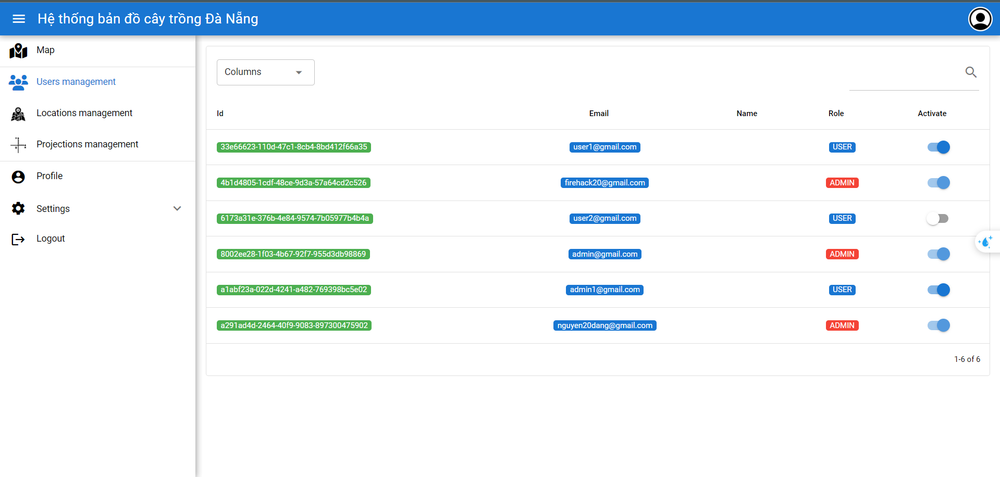 Hệ thống bản đồ cây trồng Đà Nẵng
Map
Users management
Locations management
Projections management
Profile
Settings
Logout
Columns
Id Email Name Role Activate
33e66623-110d-47c1-8cb4-8bd412f66a35 user1@gmail.com USER
4b1d4805-1cdf-48ce-9d3a-57a64cd2c526 firehack20@gmail.com ADMIN
6173a31e-376b-4e84-9574-7b05977b4b4a user2@gmail.com USER
8002ee28-1f03-4b67-92f7-955d3db98869 admin@gmail.com ADMIN
a1abf23a-022d-4241-a482-769398bc5e02 admin1@gmail.com USER
a291ad4d-2464-40f9-9083-897300475902 nguyen20dang@gmail.com ADMIN
1-6 of 6